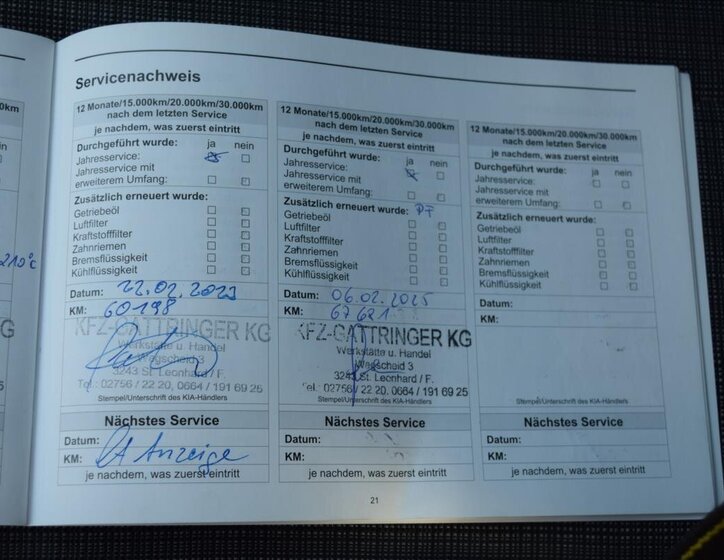 0km
210°C
G
Servicenachweis
12 Monate/15.000km/20.000km/30.000km
nach dem letzten Service
je nachdem, was zuerst eintritt
Durchgeführt wurde: ja nein
Jahresservice:
Jahresservice mit
erweiterem Umfang:
Zusätzlich erneuert wurde:
Getriebeöl
Luftfilter
Kraftstofffilter
Zahnriemen
Bremsflüssigkeit
Kühlflüssigkeit
Datum: 22.02.2023
KM: 60198
KFZ-GATTRINGER KG
Werkstätte u. Handel
Wegscheid 3
3243 St. Leonhard / F.
Tel.: 02756 / 22 20, 0664 / 191 69 25
Stempel/Unterschrift des KIA-Händlers
Nächstes Service
Datum:
KM: Anzeige
je nachdem, was zuerst eintritt
12 Monate/15.000km/20.000km/30.000km
nach dem letzten Service
je nachdem, was zuerst eintritt
Durchgeführt wurde: ja nein
Jahresservice:
Jahresservice mit
erweiterem Umfang:
Zusätzlich erneuert wurde:
Getriebeöl
Luftfilter
Kraftstofffilter
Zahnriemen
Bremsflüssigkeit
Kühlflüssigkeit
Datum: 06.02.2025
KM: 67621
KFZ-GATTRINGER KG
Werkstätte u. Handel
Wegscheid 3
3243 St. Leonhard / F.
Tel.: 02756 / 22 20, 0664 / 191 69 25
Stempel/Unterschrift des KIA-Händlers
Nächstes Service
Datum:
KM:
je nachdem, was zuerst eintritt
12 Monate/15.000km/20.000km/30.000km
nach dem letzten Service
je nachdem, was zuerst eintritt
Durchgeführt wurde: ja nein
Jahresservice:
Jahresservice mit
erweiterem Umfang:
Zusätzlich erneuert wurde:
Getriebeöl
Luftfilter
Kraftstofffilter
Zahnriemen
Bremsflüssigkeit
Kühlflüssigkeit
Datum:
KM:
Stempel/Unterschrift des KIA-Händlers
Nächstes Service
Datum:
KM:
je nachdem, was zuerst eintritt
21